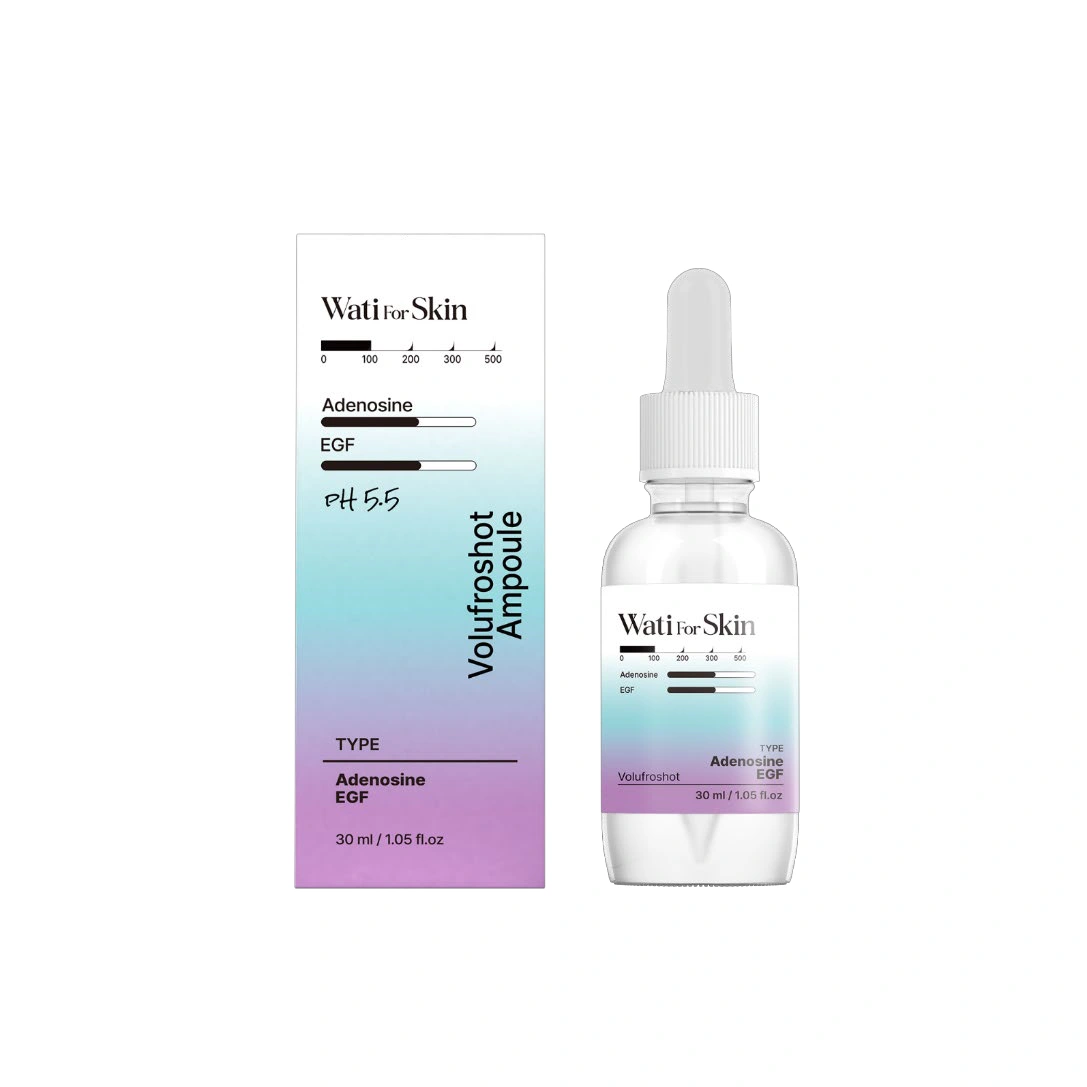 Wati For Skin
0 100 200 300 500
Adenosine
EGF
pH 5.5
Volufroshot
Ampoule
TYPE
Adenosine
EGF
30 ml / 1.05 fl.oz
Wati For Skin
0 100 200 300 500
Adenosine
EGF
TYPE
Adenosine
EGF
Volufroshot
30 ml / 1.05 fl.oz